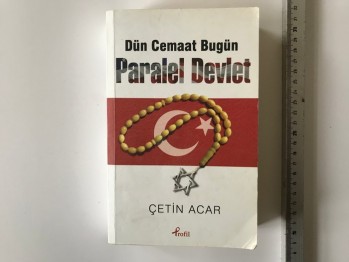 Dün Cemaat Bugün
Paralel Devlet
ÇETİN ACAR
Profil